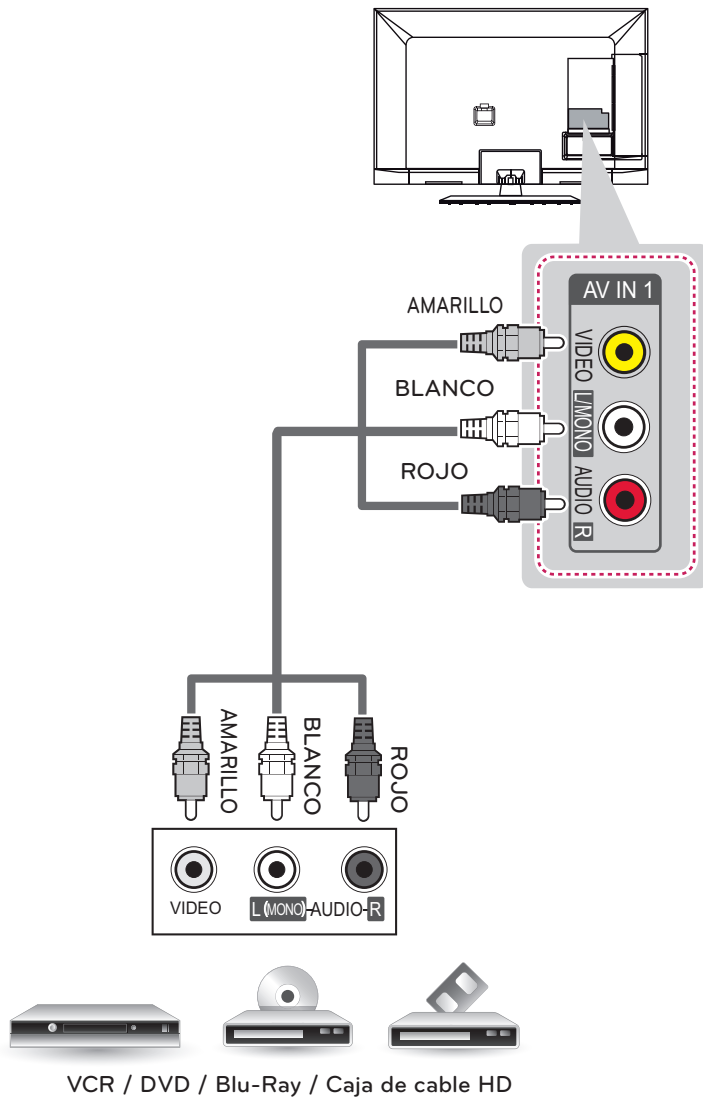 AV IN 1
AMARILLO
VIDEO
BLANCO
L/MONO
ROJO
AUDIO
R
AMARILLO
BLANCO
ROJO
VIDEO
L (MONO)-AUDIO-R
VCR / DVD / Blu-Ray / Caja de cable HD